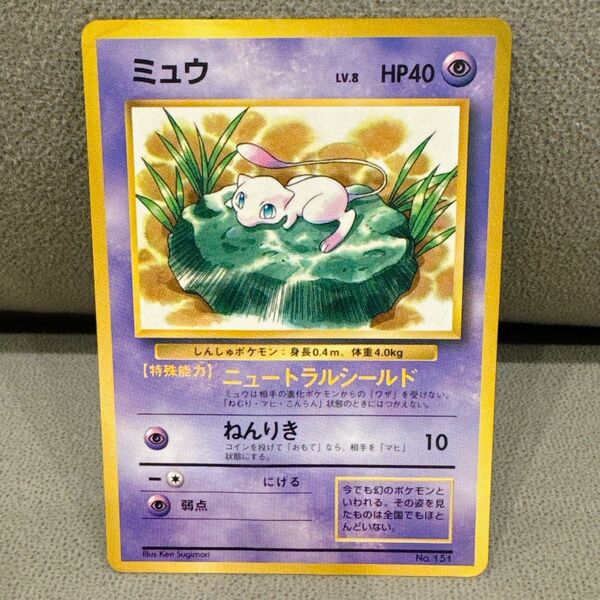 ミュウ LV.8 HP40
しんしゅポケモン：身長0.4m、体重4.0kg
【特殊能力】ニュートラルシールド
ミュウは相手の進化ポケモンからの「ワザ」を受けない。
「ねむり・マヒ・こんらん」状態のときにはつかえない。
ねんりき 10
コインを投げて「おもて」なら、相手を「マヒ」
状態にする。
ー にげる
弱点
今でも幻のポケモンと
いわれる。その姿を見
たものは全国でもほと
んどいない。
Illus. Ken Sugimori No. 151